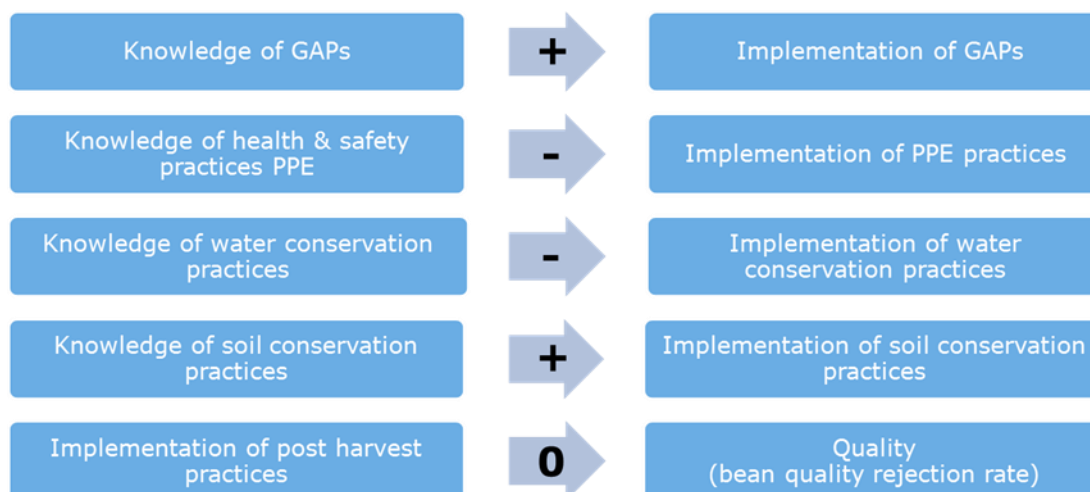 Knowledge of GAPs
+
Implementation of GAPs
Knowledge of health & safety
practices PPE
-
Implementation of PPE practices
Knowledge of water conservation
practices
-
Implementation of water
conservation practices
Knowledge of soil conservation
practices
+
Implementation of soil conservation
practices
Implementation of post harvest
practices
0
Quality
(bean quality rejection rate)